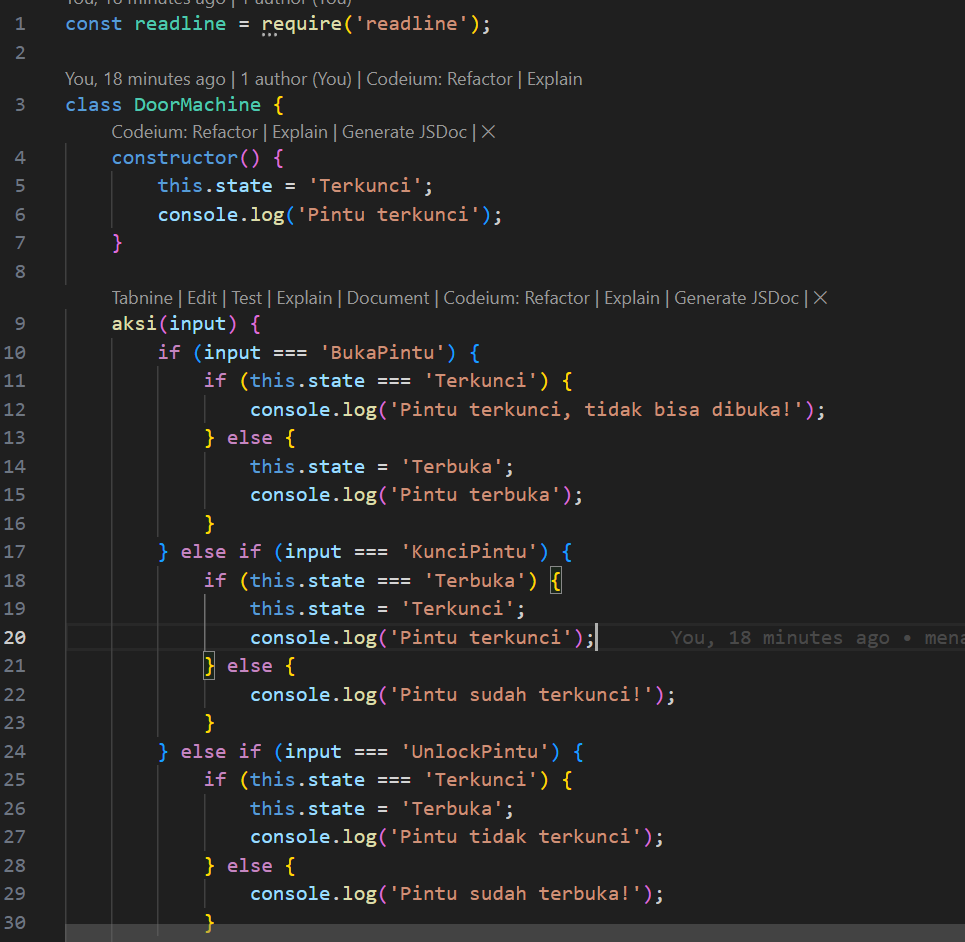 You, 18 minutes ago | 1 author (You)
1 const readline = require('readline');
2
You, 18 minutes ago | 1 author (You) | Codeium: Refactor | Explain
3 class DoorMachine {
Codeium: Refactor | Explain | Generate JSDoc | ×
4     constructor() {
5         this.state = 'Terkunci';
6         console.log('Pintu terkunci');
7     }
8
Tabnine | Edit | Test | Explain | Document | Codeium: Refactor | Explain | Generate JSDoc | ×
9     aksi(input) {
10         if (input === 'BukaPintu') {
11             if (this.state === 'Terkunci') {
12                 console.log('Pintu terkunci, tidak bisa dibuka!');
13             } else {
14                 this.state = 'Terbuka';
15                 console.log('Pintu terbuka');
16             }
17         } else if (input === 'KunciPintu') {
18             if (this.state === 'Terbuka') {
19                 this.state = 'Terkunci';
20                 console.log('Pintu terkunci'); You, 18 minutes ago •
21             } else {
22                 console.log('Pintu sudah terkunci!');
23             }
24         } else if (input === 'UnlockPintu') {
25             if (this.state === 'Terkunci') {
26                 this.state = 'Terbuka';
27                 console.log('Pintu tidak terkunci');
28             } else {
29                 console.log('Pintu sudah terbuka!');
30             }